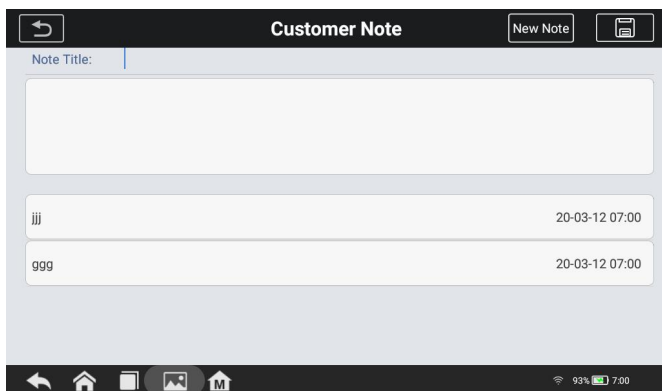 Customer Note
New Note
Note Title:
jjj 20-03-12 07:00
ggg 20-03-12 07:00
M
93% 7:00